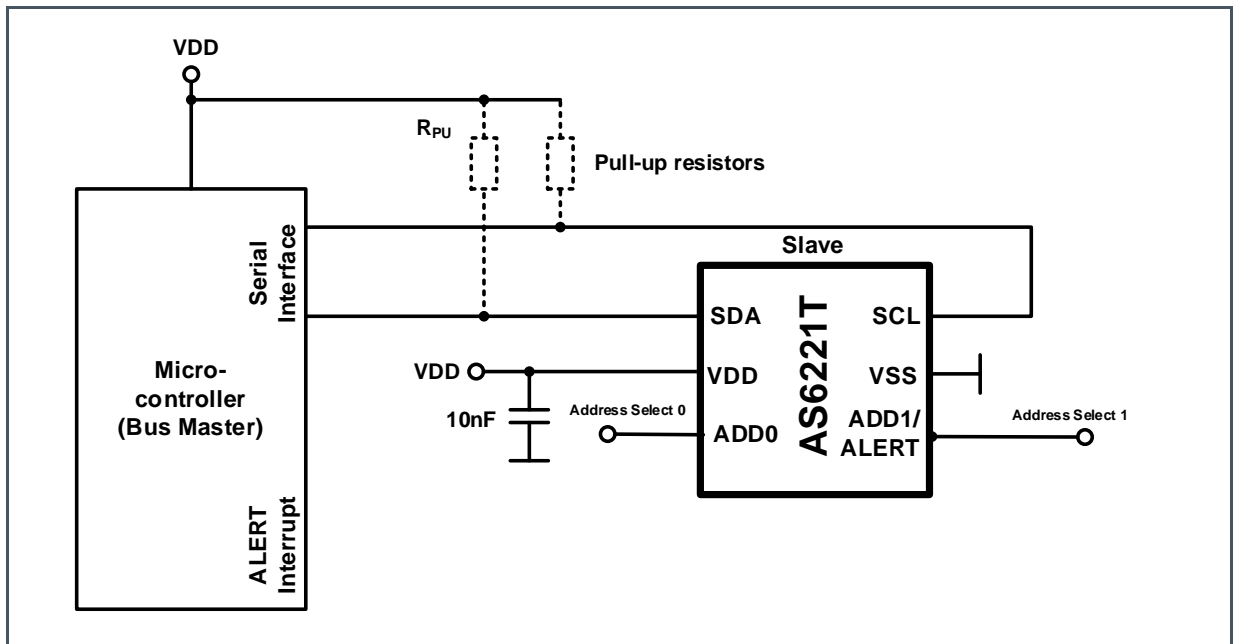 VDD
RPU
Pull-up resistors
Serial
Interface
Slave
SDA
SCL
AS6221T
VDD
VDD
VSS
Micro-
controller
(Bus Master)
10nF
Address Select 0
ADD0
ADD1/
ALERT
Address Select 1
ALERT
Interrupt